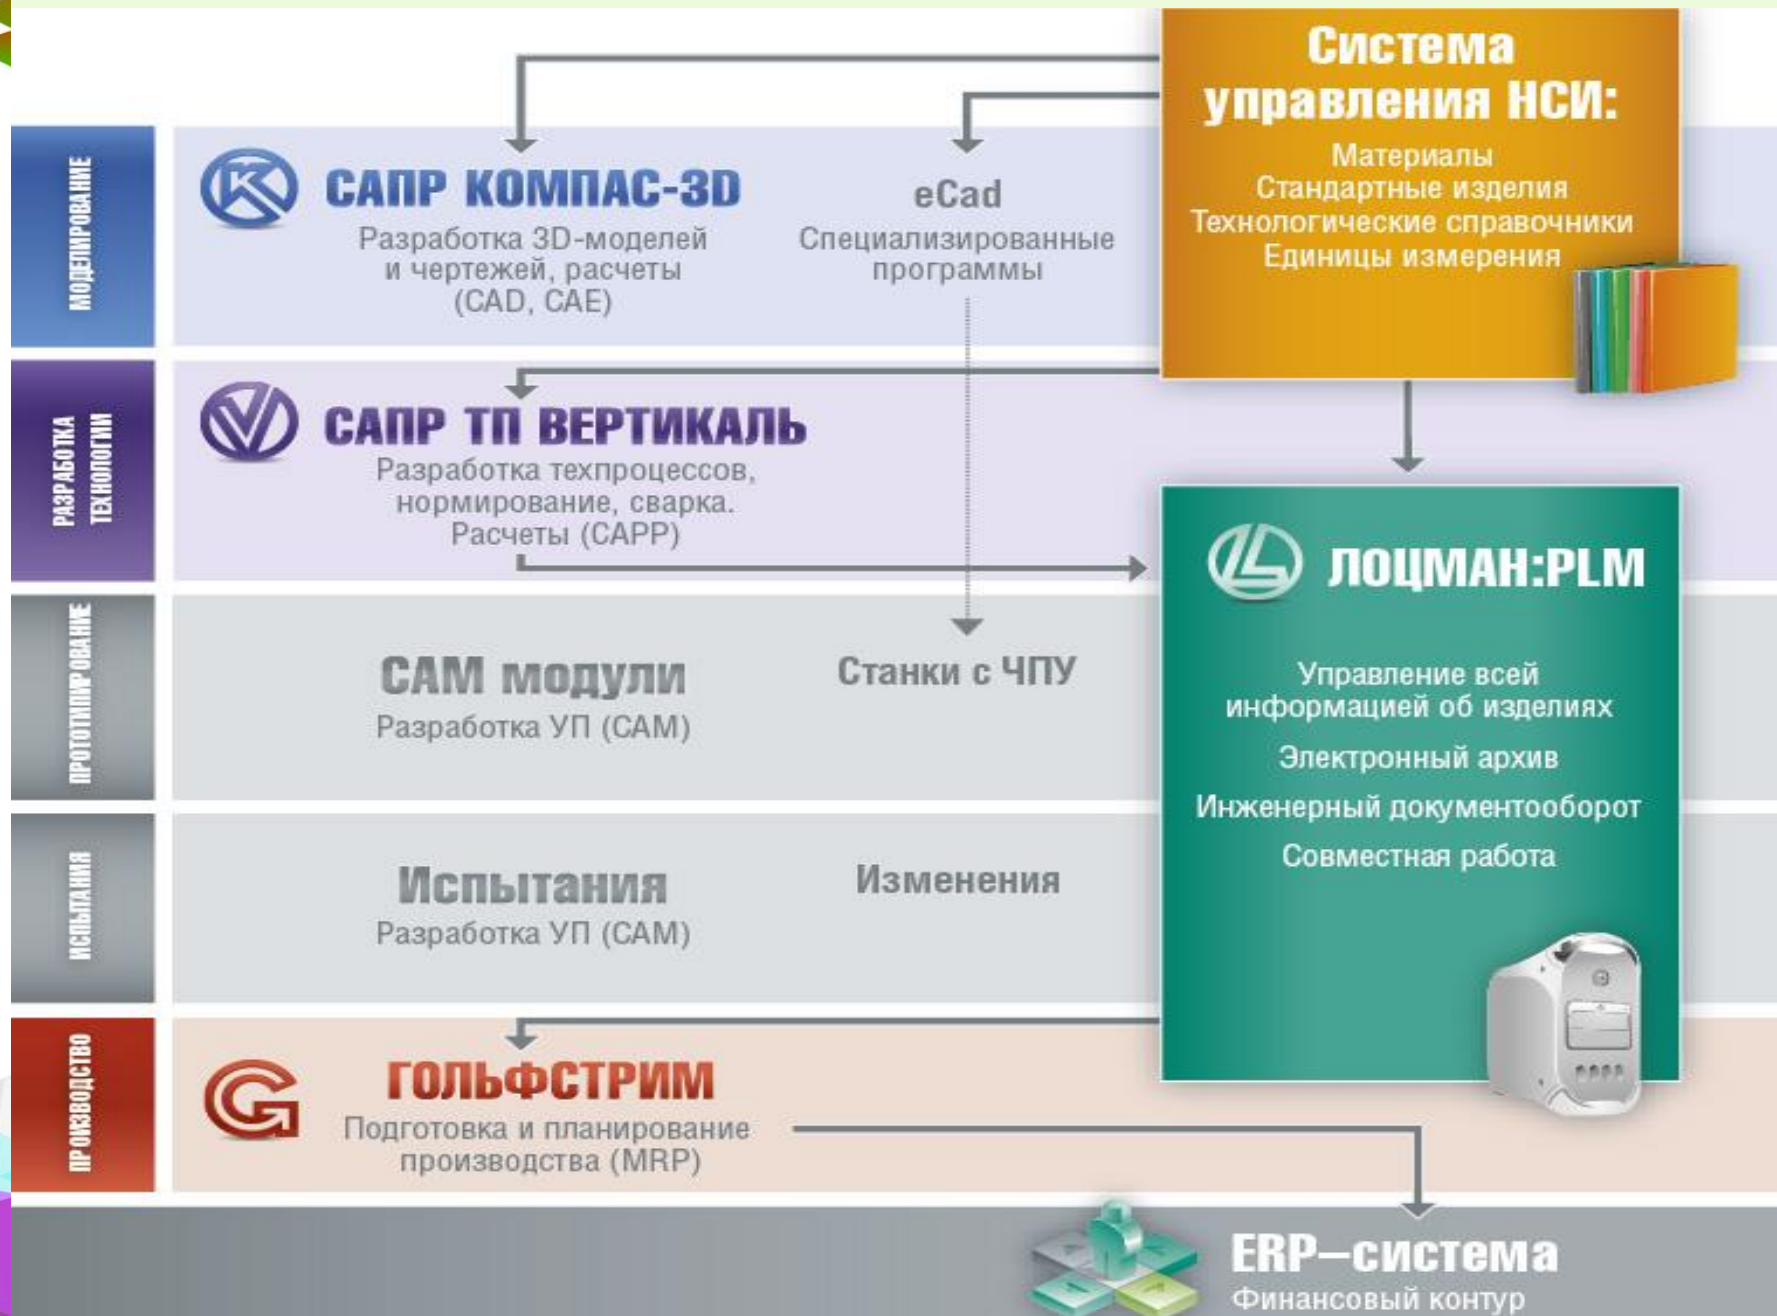 Система
управления НСИ:
Материалы
Стандартные изделия
Технологические справочники
Единицы измерения
МОДЕЛИРОВАНИЕ
САПР КОМПАС-3D
Разработка 3D-моделей
и чертежей, расчеты
(CAD, CAE)
eCad
Специализированные
программы
РАЗРАБОТКА
ТЕХНОЛОГИИ
САПР ТП ВЕРТИКАЛЬ
Разработка техпроцессов,
нормирование, сварка.
Расчеты (CAPP)
ЛОЦМАН:PLM
Управление всей
информацией об изделиях
Электронный архив
Инженерный документооборот
Совместная работа
ПРОТОТИПИРОВАНИЕ
CAM модули
Разработка УП (CAM)
Станки с ЧПУ
ИСПЫТАНИЯ
Испытания
Разработка УП (CAM)
Изменения
ПРОИЗВОДСТВО
ГОЛЬФСТРИМ
Подготовка и планирование
производства (MRP)
ERP–система
Финансовый контур